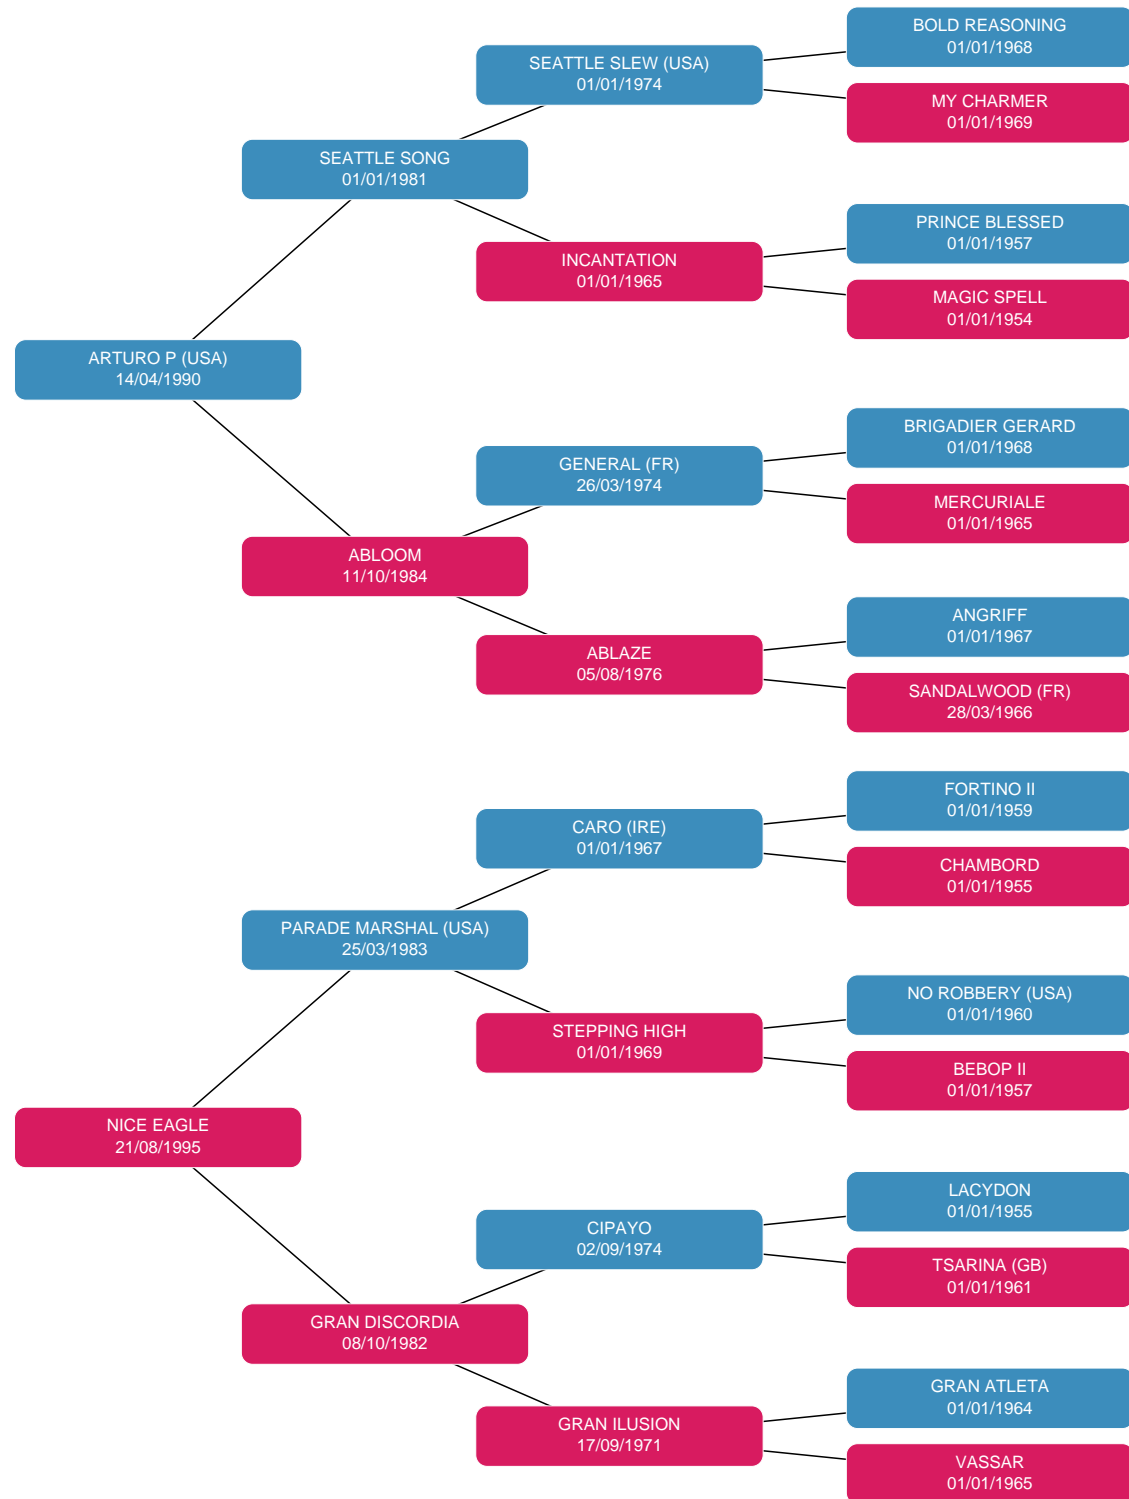 BOLD REASONING
01/01/1968
SEATTLE SLEW (USA)
01/01/1974
MY CHARMER
01/01/1969
SEATTLE SONG
01/01/1981
PRINCE BLESSED
01/01/1957
INCANTATION
01/01/1965
MAGIC SPELL
01/01/1954
ARTURO P (USA)
14/04/1990
BRIGADIER GERARD
01/01/1968
GENERAL (FR)
26/03/1974
MERCURIALE
01/01/1965
ABLOOM
11/10/1984
ANGRIFF
01/01/1967
ABLAZE
05/08/1976
SANDALWOOD (FR)
28/03/1966
FORTINO II
01/01/1959
CARO (IRE)
01/01/1967
CHAMBORD
01/01/1955
PARADE MARSHAL (USA)
25/03/1983
NO ROBBERY (USA)
01/01/1960
STEPPING HIGH
01/01/1969
BEBOP II
01/01/1957
NICE EAGLE
21/08/1995
LACYDON
01/01/1955
CIPAYO
02/09/1974
TSARINA (GB)
01/01/1961
GRAN DISCORDIA
08/10/1982
GRAN ATLETA
01/01/1964
GRAN ILUSION
17/09/1971
VASSAR
01/01/1965